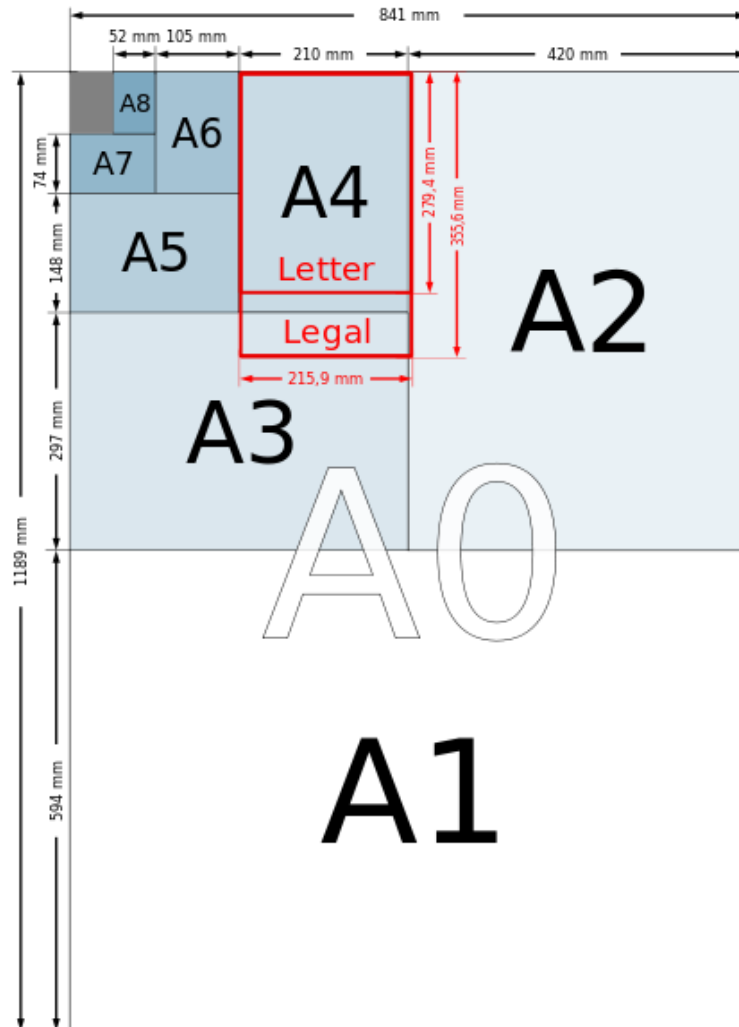 841 mm
52 mm 105 mm
210 mm
420 mm
A8
A6
A7
74 mm
A4
279,4 mm
355,6 mm
A5
148 mm
Letter
A2
Legal
215,9 mm
A3
297 mm
A0
1189 mm
A1
594 mm